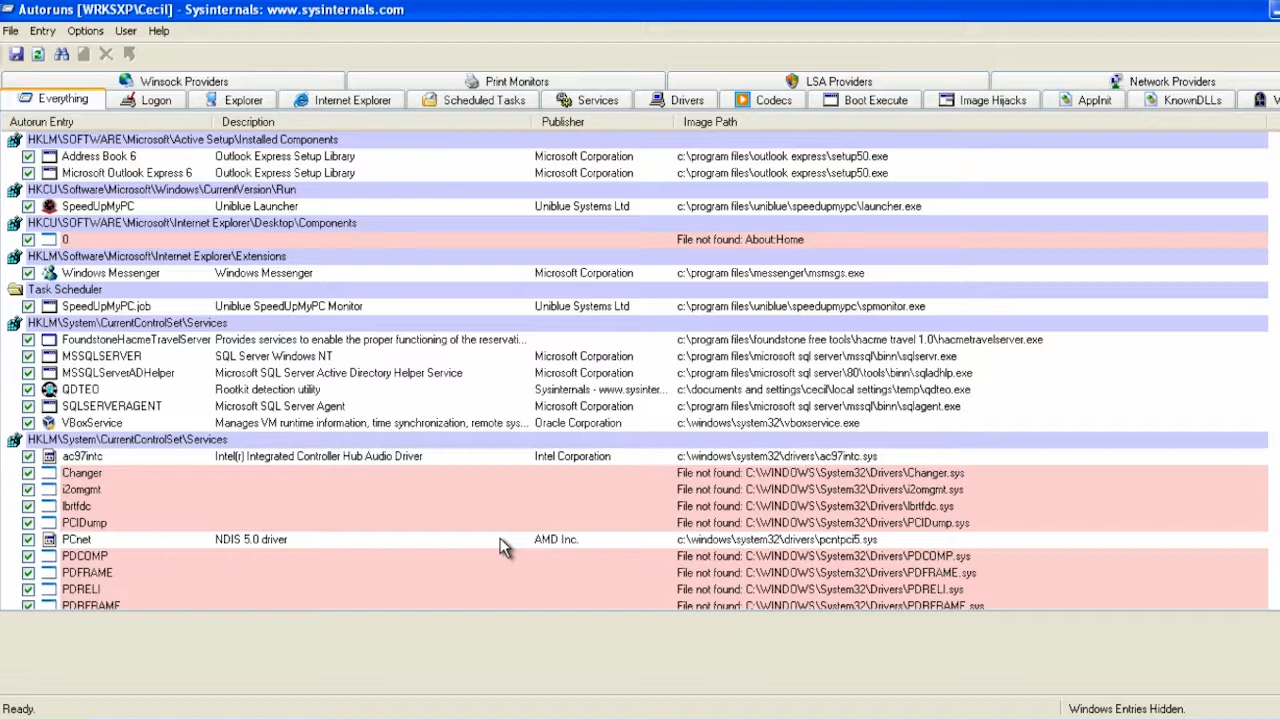 Autoruns [WRKSXP\Cecil] - Sysinternals: www.sysinternals.com
File Entry Options User Help
Winsock Providers Print Monitors LSA Providers Network Providers
Everything Logon Explorer Internet Explorer Scheduled Tasks Services Drivers Codecs Boot Execute Image Hijacks AppInit KnownDLLs
Autorun Entry Description Publisher Image Path
HKLM\SOFTWARE\Microsoft\Active Setup\Installed Components
Address Book 6 Outlook Express Setup Library Microsoft Corporation c:\program files\outlook express\setup50.exe
Microsoft Outlook Express 6 Outlook Express Setup Library Microsoft Corporation c:\program files\outlook express\setup50.exe
HKCU\Software\Microsoft\Windows\CurrentVersion\Run
SpeedUpMyPC Uniblue Launcher Uniblue Systems Ltd c:\program files\uniblue\speedupmypc\launcher.exe
HKCU\SOFTWARE\Microsoft\Internet Explorer\Desktop\Components
0 File not found: About:Home
HKLM\Software\Microsoft\Internet Explorer\Extensions
Windows Messenger Windows Messenger Microsoft Corporation c:\program files\messenger\msmsgs.exe
Task Scheduler
SpeedUpMyPC.job Uniblue SpeedUpMyPC Monitor Uniblue Systems Ltd c:\program files\uniblue\speedupmypc\spmonitor.exe
HKLM\System\CurrentControlSet\Services
FoundstoneHacmeTravelServer Provides services to enable the proper functioning of the reservati... c:\program files\foundstone free tools\hacme travel 1.0\hacmetravelserver.exe
MSSQLSERVER SQL Server Windows NT Microsoft Corporation c:\program files\microsoft sql server\mssql\binn\sqlservr.exe
MSSQLServerADHelper Microsoft SQL Server Active Directory Helper Service Microsoft Corporation c:\program files\microsoft sql server\80\tools\binn\sqladhlp.exe
QDTEO Rootkit detection utility Sysinternals - www.sysinter... c:\documents and settings\cecil\local settings\temp\qdteo.exe
SQLSERVERAGENT Microsoft SQL Server Agent Microsoft Corporation c:\program files\microsoft sql server\mssql\binn\sqlagent.exe
VBoxService Manages VM runtime information, time synchronization, remote sys... Oracle Corporation c:\windows\system32\vboxservice.exe
HKLM\System\CurrentControlSet\Services
ac97intc Intel(r) Integrated Controller Hub Audio Driver Intel Corporation c:\windows\system32\drivers\ac97intc.sys
Changer File not found: C:\WINDOWS\System32\Drivers\Changer.sys
i2omgmt File not found: C:\WINDOWS\System32\Drivers\i2omgmt.sys
lbrtfdc File not found: C:\WINDOWS\System32\Drivers\lbrtfdc.sys
PCIDump File not found: C:\WINDOWS\System32\Drivers\PCIDump.sys
PCnet NDIS 5.0 driver AMD Inc. c:\windows\system32\drivers\pcntpci5.sys
PDCOMP File not found: C:\WINDOWS\System32\Drivers\PDCOMP.sys
PDFRAME File not found: C:\WINDOWS\System32\Drivers\PDFRAME.sys
PDRELI File not found: C:\WINDOWS\System32\Drivers\PDRELI.sys
PDRFRAME File not found: C:\WINDOWS\System32\Drivers\PDRFRAME.sys
Ready. Windows Entries Hidden.